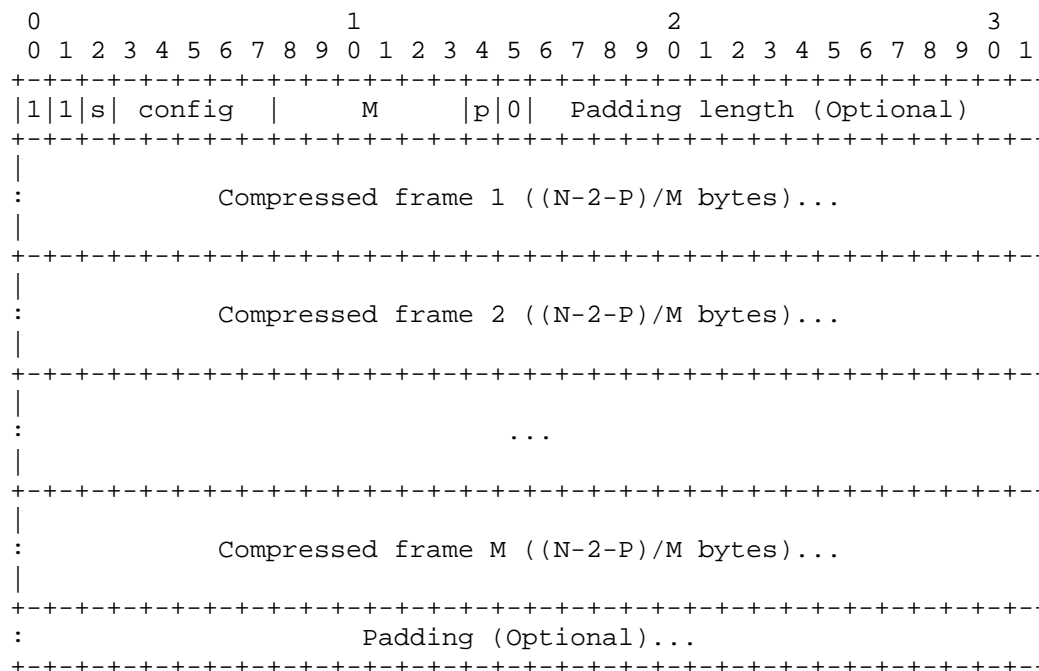 0                   1                   2                   3
 0 1 2 3 4 5 6 7 8 9 0 1 2 3 4 5 6 7 8 9 0 1 2 3 4 5 6 7 8 9 0 1
+-+-+-+-+-+-+-+-+-+-+-+-+-+-+-+-+-+-+-+-+-+-+-+-+-+-+-+-+-+-+-+-
|1|1|s| config  |     M     |p|0|  Padding length (Optional)
+-+-+-+-+-+-+-+-+-+-+-+-+-+-+-+-+-+-+-+-+-+-+-+-+-+-+-+-+-+-+-+-
|
:            Compressed frame 1 ((N-2-P)/M bytes)...
|
+-+-+-+-+-+-+-+-+-+-+-+-+-+-+-+-+-+-+-+-+-+-+-+-+-+-+-+-+-+-+-+-
|
:            Compressed frame 2 ((N-2-P)/M bytes)...
|
+-+-+-+-+-+-+-+-+-+-+-+-+-+-+-+-+-+-+-+-+-+-+-+-+-+-+-+-+-+-+-+-
|
:                              ...
|
+-+-+-+-+-+-+-+-+-+-+-+-+-+-+-+-+-+-+-+-+-+-+-+-+-+-+-+-+-+-+-+-
|
:            Compressed frame M ((N-2-P)/M bytes)...
|
+-+-+-+-+-+-+-+-+-+-+-+-+-+-+-+-+-+-+-+-+-+-+-+-+-+-+-+-+-+-+-+-
:                     Padding (Optional)...
+-+-+-+-+-+-+-+-+-+-+-+-+-+-+-+-+-+-+-+-+-+-+-+-+-+-+-+-+-+-+-+-